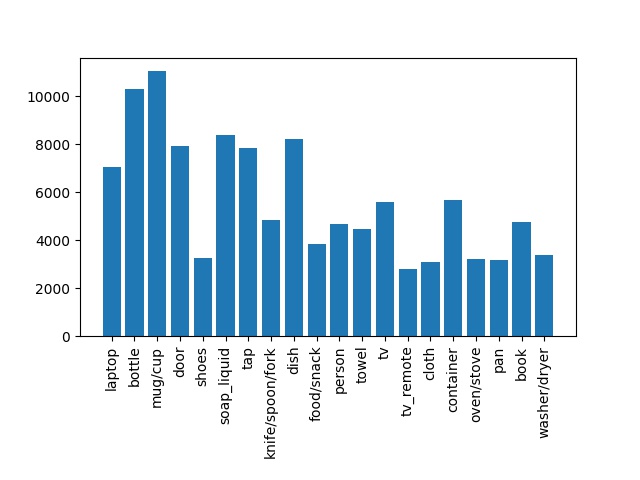 10000
8000
6000
4000
2000
0
laptop
bottle
mug/cup
door
shoes
soap_liquid
tap
knife/spoon/fork
dish
food/snack
person
towel
tv
tv_remote
cloth
container
oven/stove
pan
book
washer/dryer